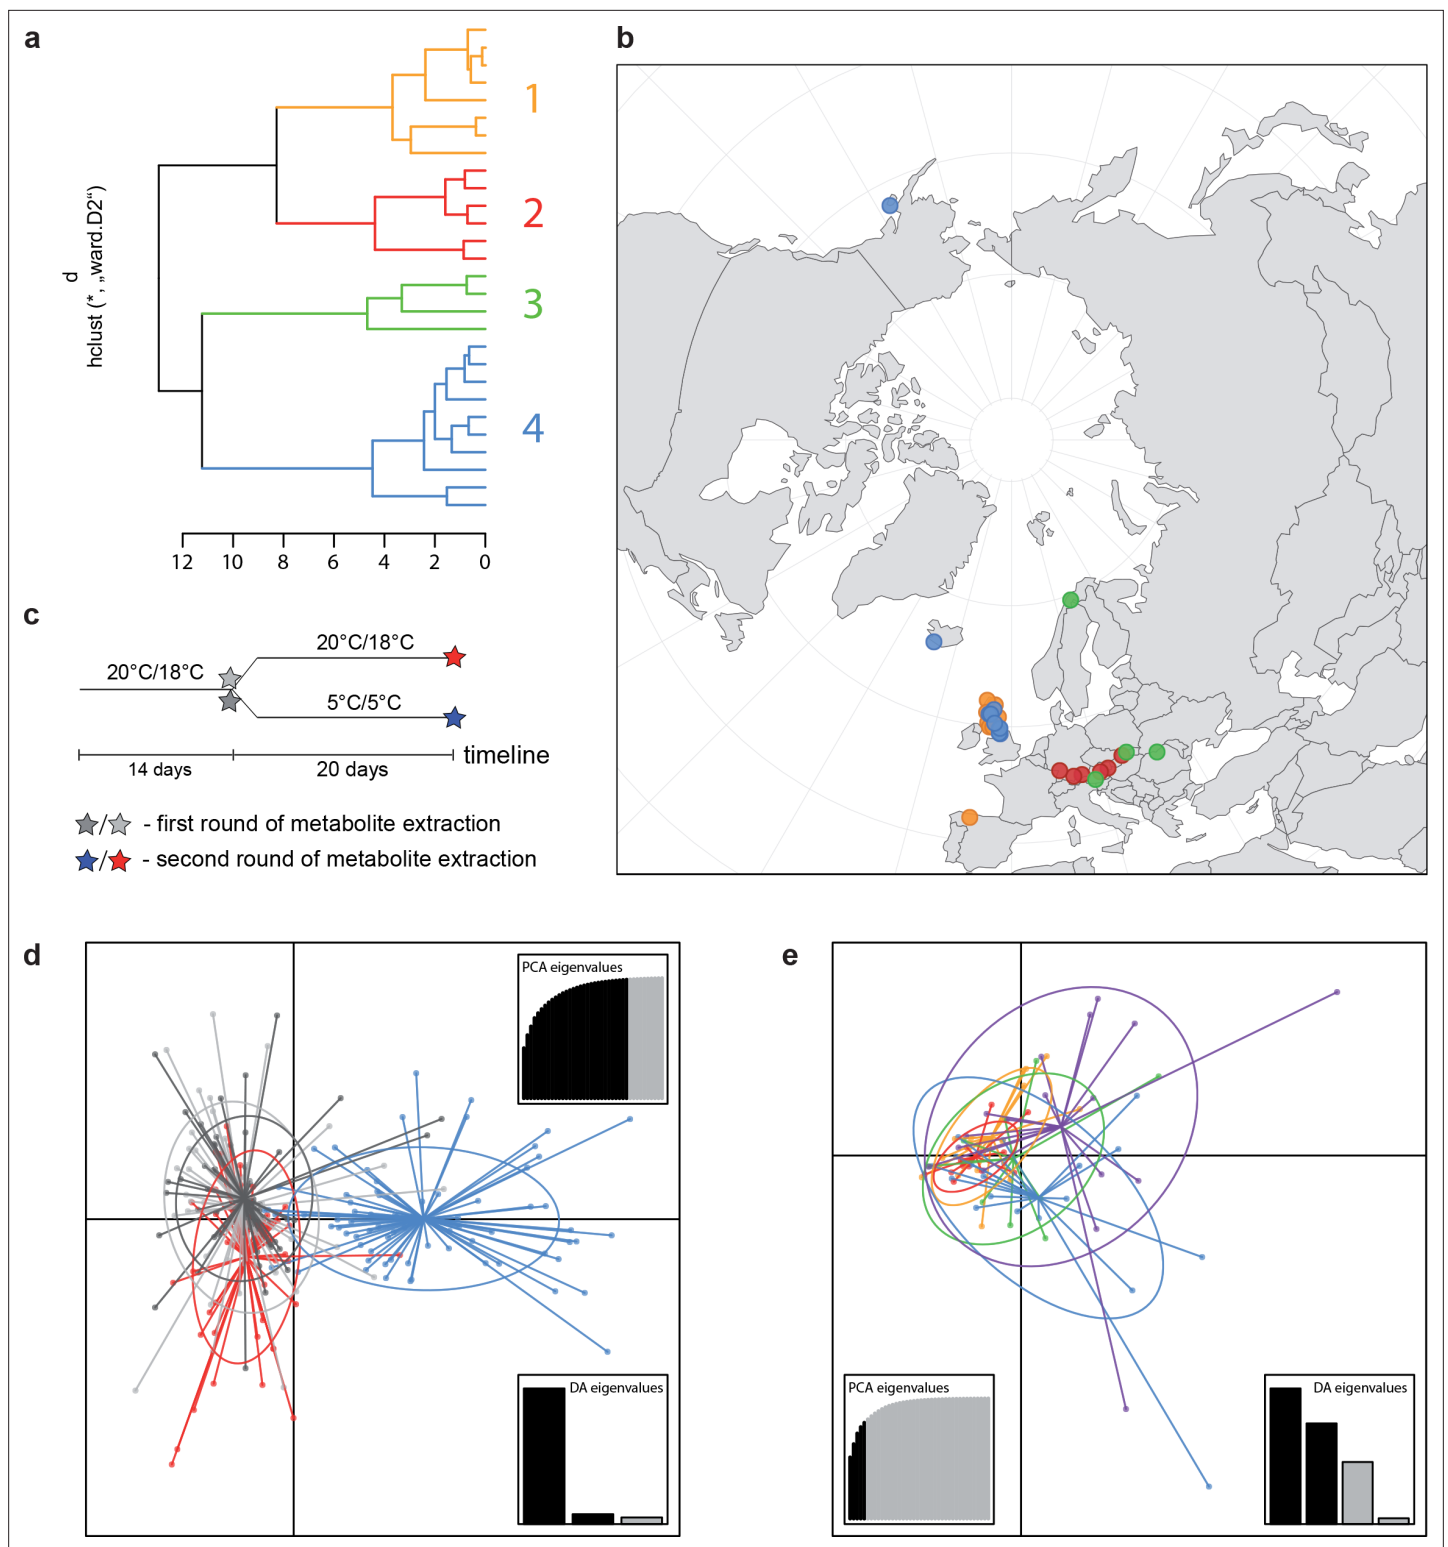 a
b
1
2
3
4
d
hclust (*, „ward.D2“)
12 10 8 6 4 2 0
c
20°C/18°C
20°C/18°C
5°C/5°C
timeline
14 days
20 days
/ - first round of metabolite extraction
/ - second round of metabolite extraction
d
PCA eigenvalues
DA eigenvalues
e
PCA eigenvalues
DA eigenvalues